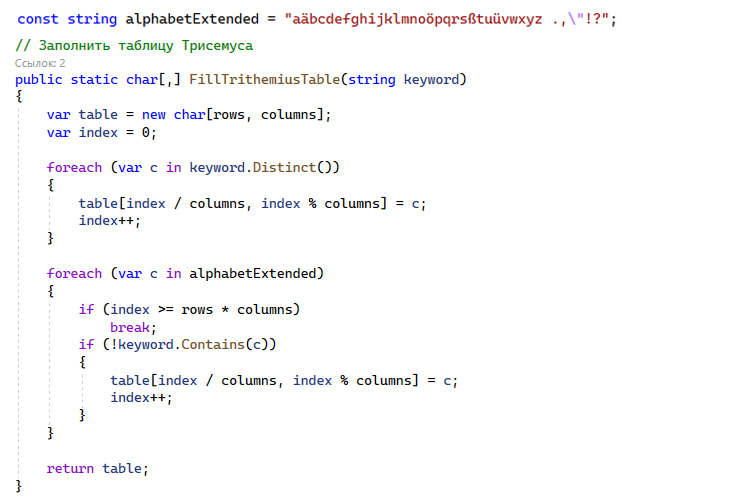 const string alphabetExtended = "aäbcdefghijklmnoöpqrsßtuüvwxyz .,\"!?";
// Заполнить таблицу Трисемуса
Ссылок: 2
public static char[,] FillTrithemiusTable(string keyword)
{
    var table = new char[rows, columns];
    var index = 0;
    foreach (var c in keyword.Distinct())
    {
        table[index / columns, index % columns] = c;
        index++;
    }
    foreach (var c in alphabetExtended)
    {
        if (index >= rows * columns)
            break;
        if (!keyword.Contains(c))
        {
            table[index / columns, index % columns] = c;
            index++;
        }
    }
    return table;
}